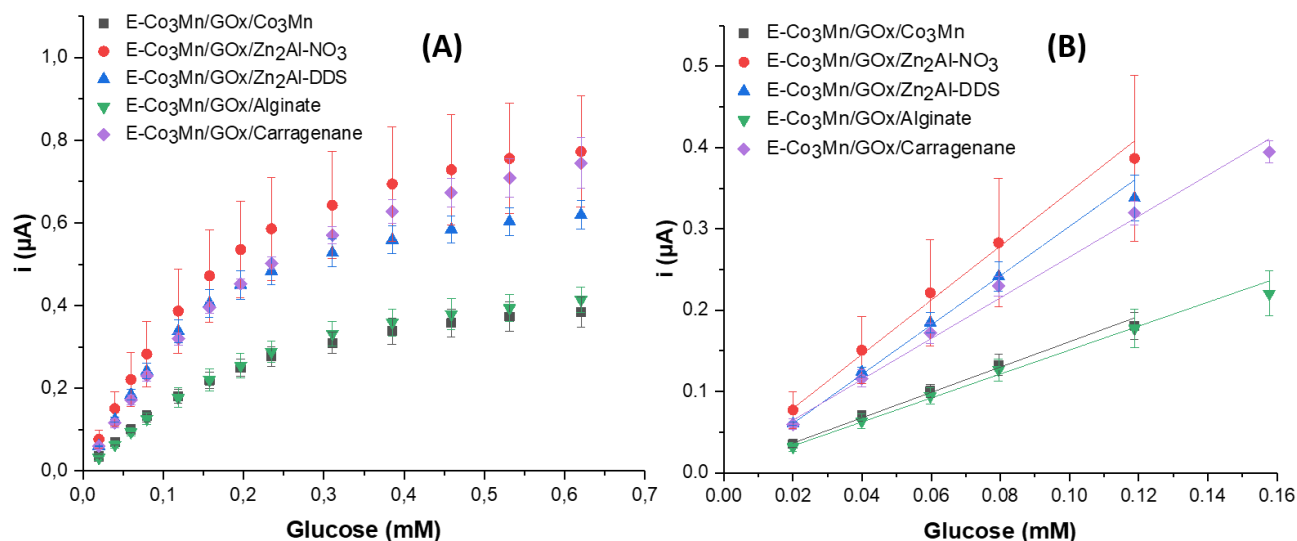 (A)
E-Co₃Mn/GOx/Co₃Mn
E-Co₃Mn/GOx/Zn₂Al-NO₃
E-Co₃Mn/GOx/Zn₂Al-DDS
E-Co₃Mn/GOx/Alginate
E-Co₃Mn/GOx/Carragenane
i (µA)
1,0
0,8
0,6
0,4
0,2
0,0
0,0 0,1 0,2 0,3 0,4 0,5 0,6 0,7
Glucose (mM)
(B)
E-Co₃Mn/GOx/Co₃Mn
E-Co₃Mn/GOx/Zn₂Al-NO₃
E-Co₃Mn/GOx/Zn₂Al-DDS
E-Co₃Mn/GOx/Alginate
E-Co₃Mn/GOx/Carragenane
i (µA)
0.5
0.4
0.3
0.2
0.1
0.0
0.00 0.02 0.04 0.06 0.08 0.10 0.12 0.14 0.16
Glucose (mM)